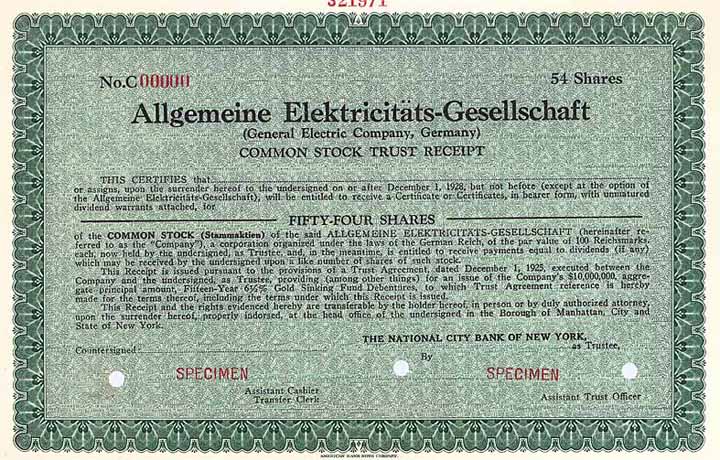 321971
No.C00000 54 Shares
Allgemeine Elektricitäts-Gesellschaft
(General Electric Company, Germany)
COMMON STOCK TRUST RECEIPT
THIS CERTIFIES that
or assigns, upon the surrender hereof to the undersigned on or after December 1, 1928, but not before (except at the option of
the Allgemeine Elektricitäts-Gesellschaft), will be entitled to receive a Certificate or Certificates, in bearer form, with unmatured
dividend warrants attached, for
FIFTY-FOUR SHARES
of the COMMON STOCK (Stammaktien) of the said ALLGEMEINE ELEKTRICITÄTS-GESELLSCHAFT (hereinafter re-
ferred to as the "Company"), a corporation organized under the laws of the German Reich, of the par value of 100 Reichsmarks,
each, now held by the undersigned, as Trustee, and, in the meantime, is entitled to receive payments equal to dividends (if any)
which may be received by the undersigned upon a like number of shares of such stock.
This Receipt is issued pursuant to the provisions of a Trust Agreement, dated December 1, 1925, executed between the
Company and the undersigned, as Trustee, providing (among other things) for an issue of the Company's $10,000,000, aggre-
gate principal amount, Fifteen-Year 6½% Gold Sinking Fund Debentures, to which Trust Agreement reference is hereby
made for the terms thereof, including the terms under which this Receipt is issued.
This Receipt and the rights evidenced hereby are transferable by the holder hereof, in person or by duly authorized attorney,
upon the surrender hereof, properly indorsed, at the head office of the undersigned in the Borough of Manhattan, City and
State of New York.
THE NATIONAL CITY BANK OF NEW YORK,
Countersigned: as Trustee,
By
SPECIMEN SPECIMEN
Assistant Cashier
Transfer Clerk
Assistant Trust Officer
AMERICAN BANK NOTE COMPANY.